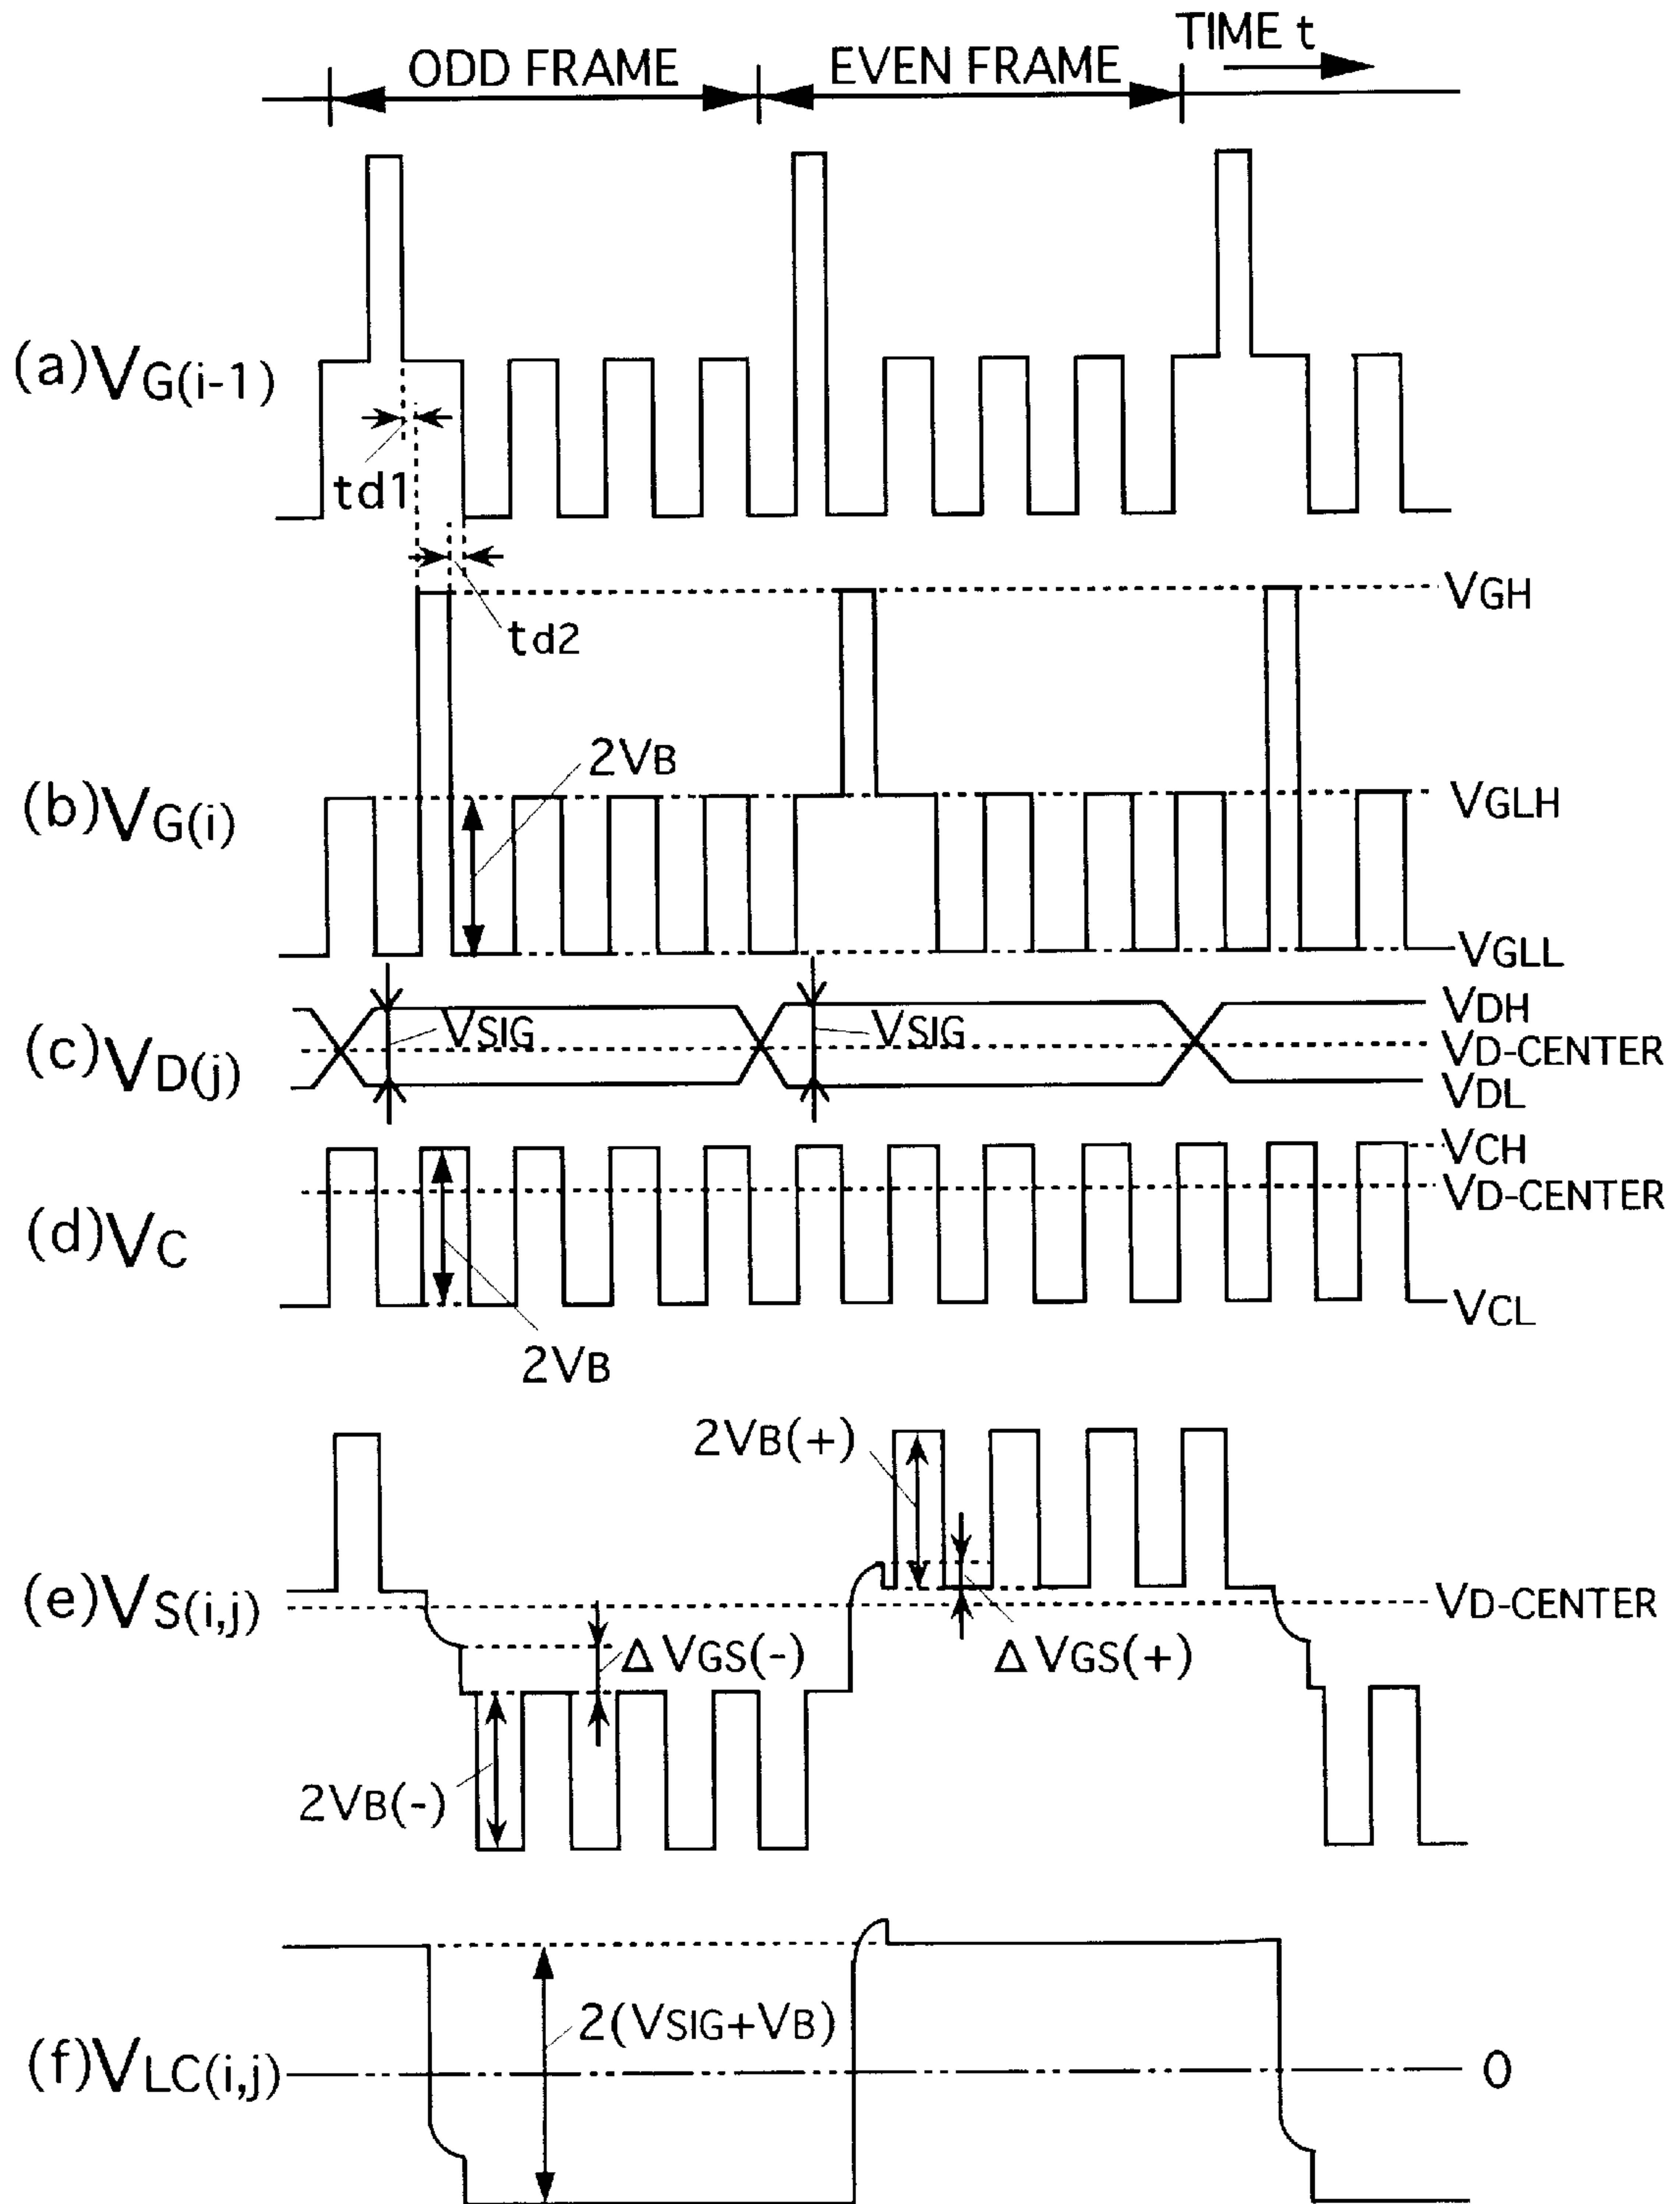 TIME t
ODD FRAME
EVEN FRAME
(a)VG(i-1)
td1
VGH
td2
2VB
(b)VG(i)
VGLH
VGLL
(c)VD(j)
VSIG
VSIG
VDH
VD-CENTER
VDL
(d)VC
VCH
VD-CENTER
VCL
2VB
2VB(+)
(e)VS(i,j)
VD-CENTER
ΔVGS(-)
ΔVGS(+)
2VB(-)
2(VSIG+VB)
(f)VLC(i,j)
0